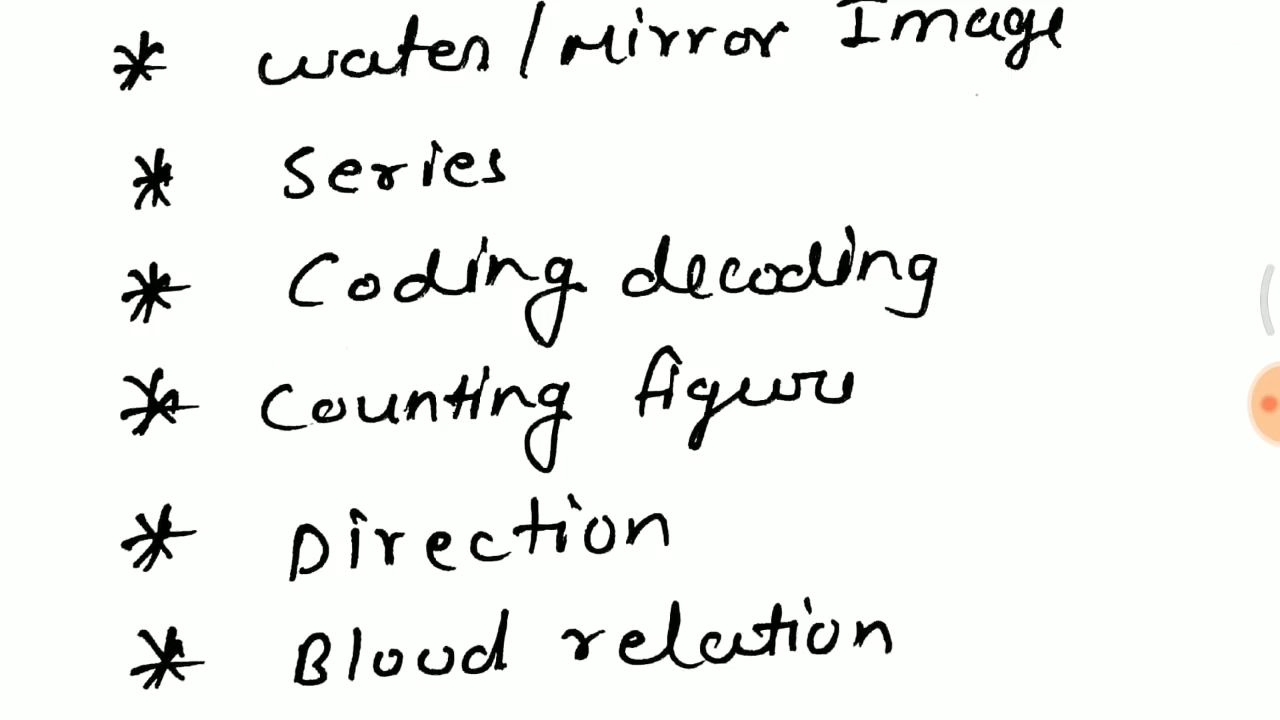 * Water/Mirror Image
* Series
* Coding decoding
* Counting figure
* Direction
* Blood relation